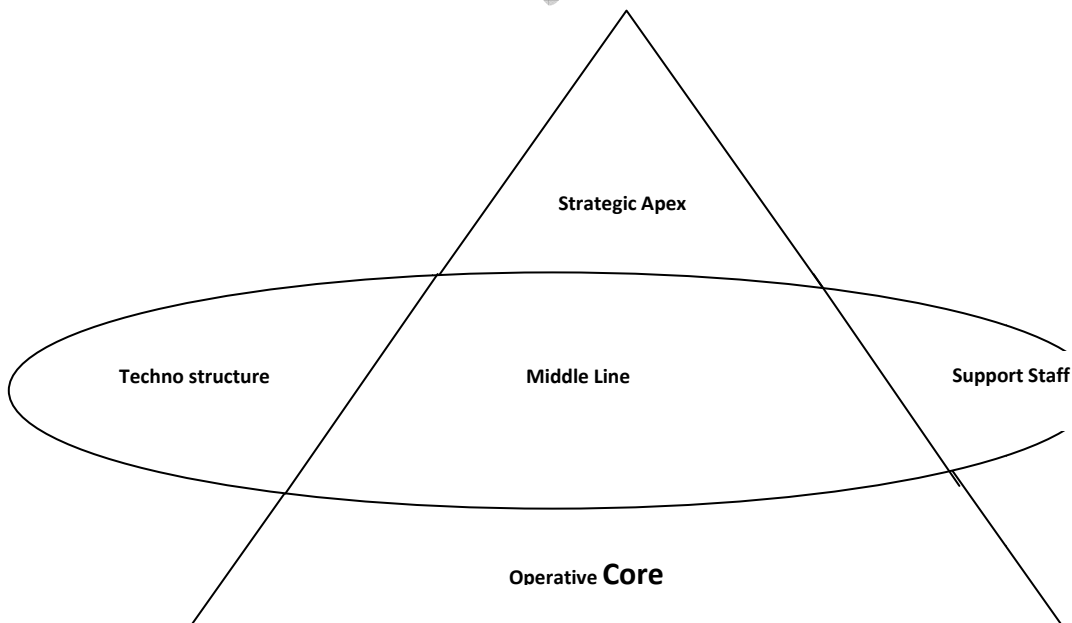 Strategic Apex
Techno structure Middle Line Support Staff
Operative Core